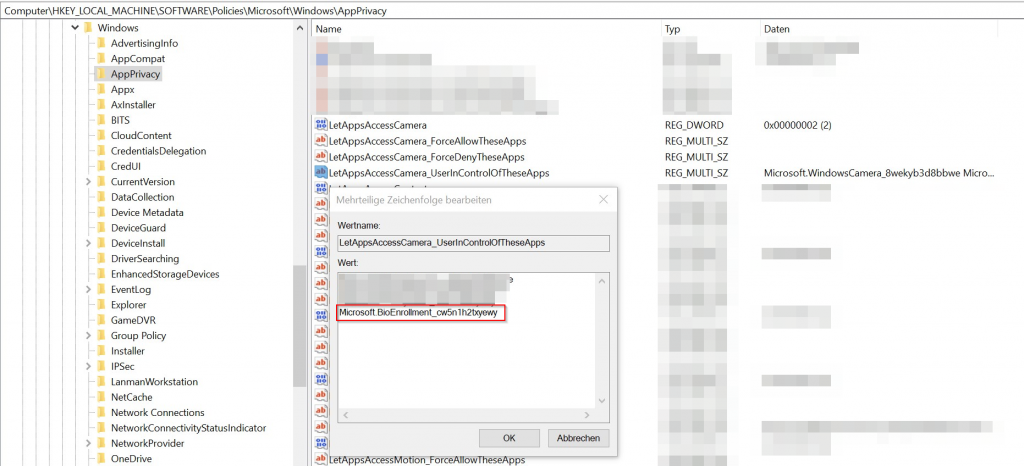 Computer\HKEY_LOCAL_MACHINE\SOFTWARE\Policies\Microsoft\Windows\AppPrivacy
Windows
AdvertisingInfo
AppCompat
AppPrivacy
Appx
AxInstaller
BITS
CloudContent
CredentialsDelegation
CredUI
CurrentVersion
DataCollection
Device Metadata
DeviceGuard
DeviceInstall
DriverSearching
EnhancedStorageDevices
EventLog
Explorer
GameDVR
Group Policy
Installer
IPSec
LanmanWorkstation
NetCache
Network Connections
NetworkConnectivityStatusIndicator
NetworkProvider
OneDrive
Name Typ Daten
LetAppsAccessCamera REG_DWORD 0x00000002 (2)
LetAppsAccessCamera_ForceAllowTheseApps REG_MULTI_SZ
LetAppsAccessCamera_ForceDenyTheseApps REG_MULTI_SZ
LetAppsAccessCamera_UserInControlOfTheseApps REG_MULTI_SZ Microsoft.WindowsCamera_8wekyb3d8bbwe Micro...
Mehrteilige Zeichenfolge bearbeiten
Wertname:
LetAppsAccessCamera_UserInControlOfTheseApps
Wert:
Microsoft.BioEnrollment_cw5n1h2txyewy
OK Abbrechen
LetAppsAccessMotion_ForceAllowTheseApps